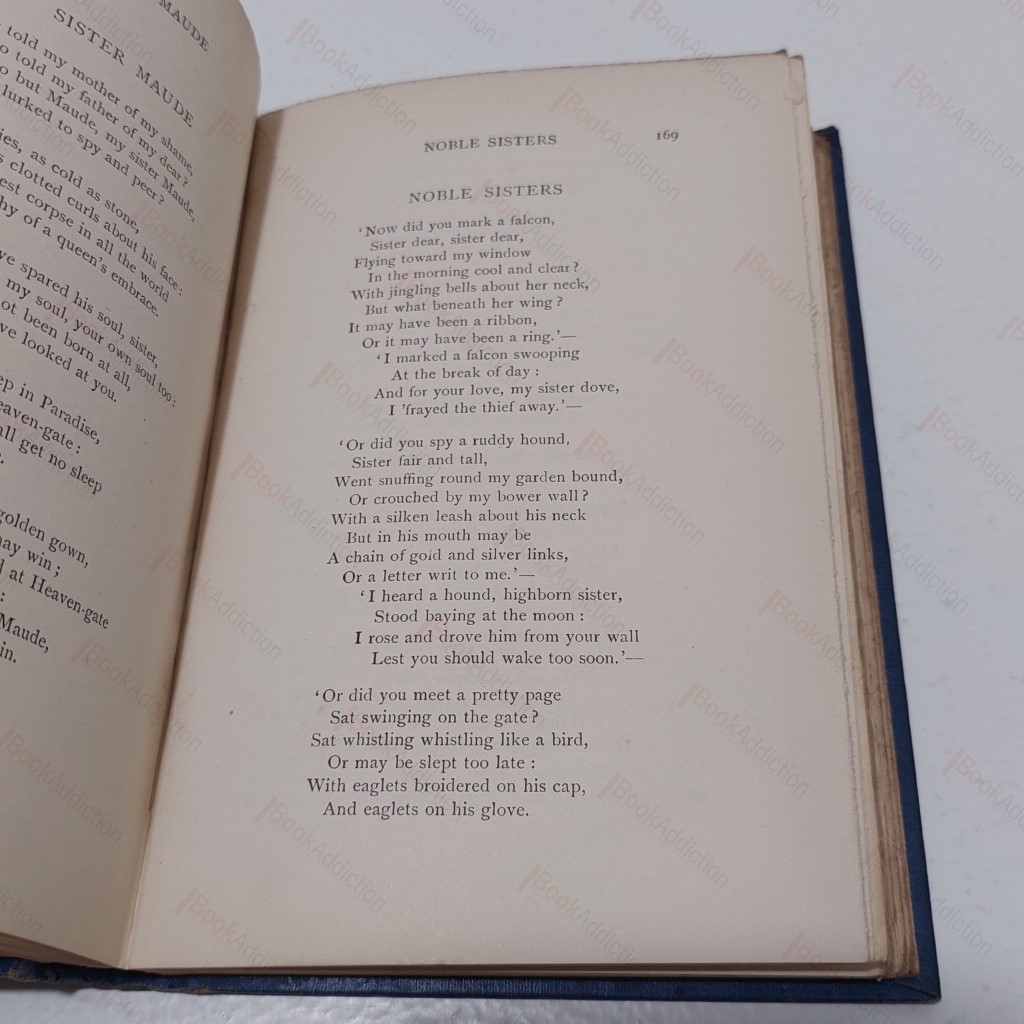 MAUDE
SISTER MAUDE
told my mother of my shame,
told my father of my dear?
but Maude, my sister Maude,
lurked to spy and peer?
as cold as stone,
clotted curls about his face:
corpse in all the world
of a queen's embrace.
spared his soul, sister,
my soul, your own soul too:
been born at all,
looked at you.
in Paradise,
get no sleep
golden gown,
win;
at Heaven-gate
Maude,
NOBLE SISTERS 169
NOBLE SISTERS
'Now did you mark a falcon,
Sister dear, sister dear,
Flying toward my window
In the morning cool and clear?
With jingling bells about her neck,
But what beneath her wing?
It may have been a ribbon,
Or it may have been a ring.'—
'I marked a falcon swooping
At the break of day:
And for your love, my sister dove,
I 'frayed the thief away.'—
'Or did you spy a ruddy hound,
Sister fair and tall,
Went snuffing round my garden bound,
Or crouched by my bower wall?
With a silken leash about his neck
But in his mouth may be
A chain of gold and silver links,
Or a letter writ to me.'—
'I heard a hound, highborn sister,
Stood baying at the moon:
I rose and drove him from your wall
Lest you should wake too soon.'—
'Or did you meet a pretty page
Sat swinging on the gate?
Sat whistling whistling like a bird,
Or may be slept too late:
With eaglets broidered on his cap,
And eaglets on his glove.
BookAddiction